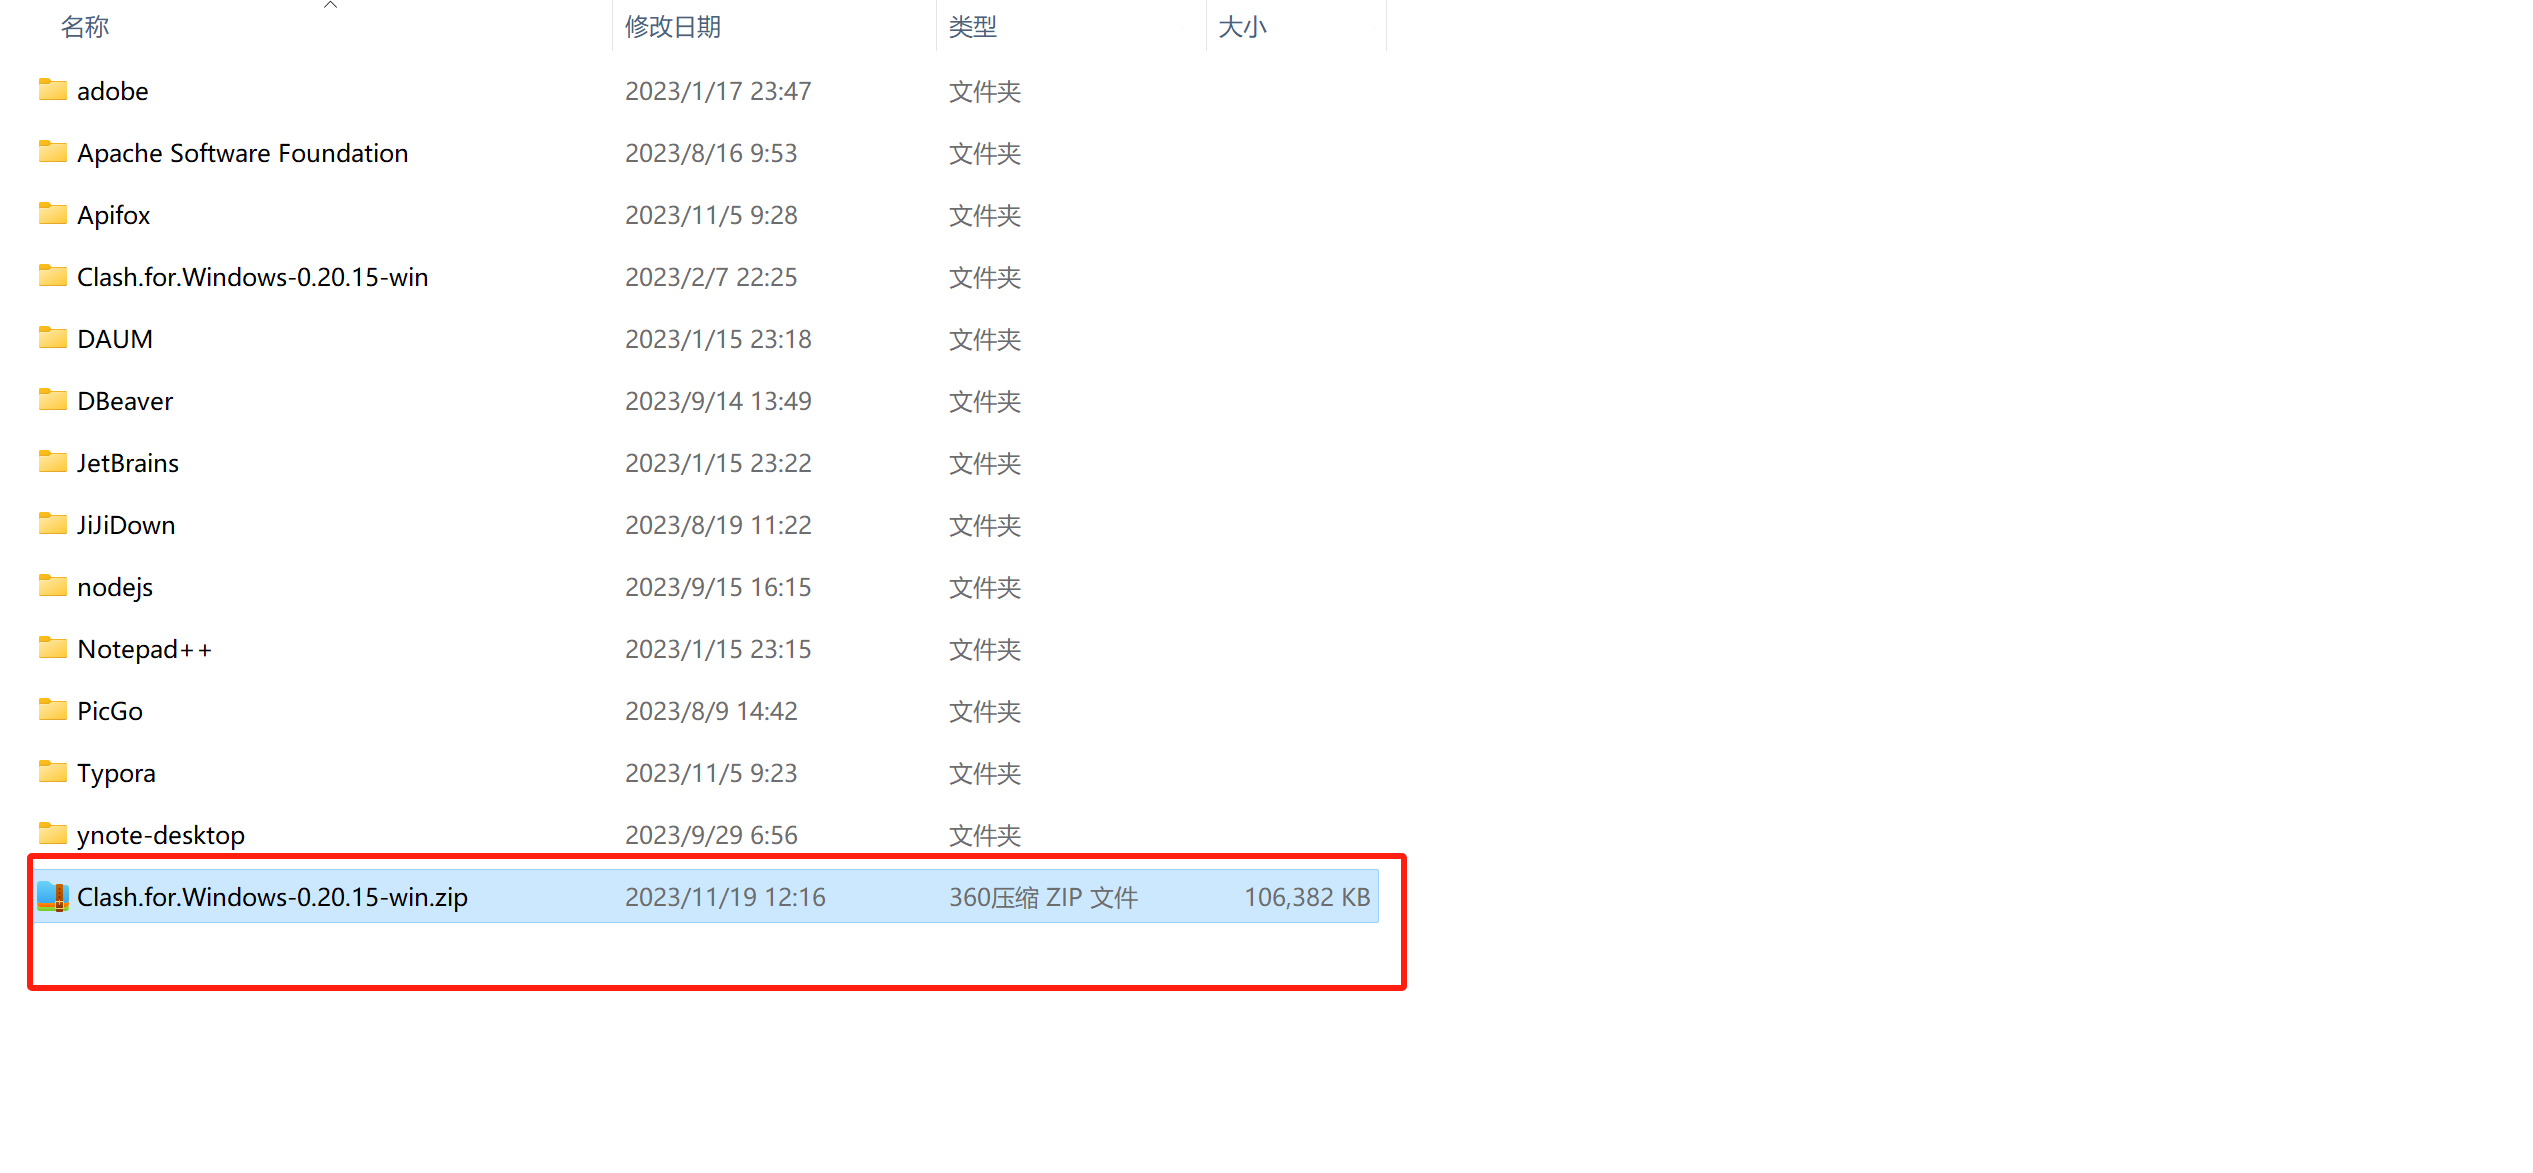 名称 修改日期 类型 大小
adobe 2023/1/17 23:47 文件夹
Apache Software Foundation 2023/8/16 9:53 文件夹
Apifox 2023/11/5 9:28 文件夹
Clash.for.Windows-0.20.15-win 2023/2/7 22:25 文件夹
DAUM 2023/1/15 23:18 文件夹
DBeaver 2023/9/14 13:49 文件夹
JetBrains 2023/1/15 23:22 文件夹
JiJiDown 2023/8/19 11:22 文件夹
nodejs 2023/9/15 16:15 文件夹
Notepad++ 2023/1/15 23:15 文件夹
PicGo 2023/8/9 14:42 文件夹
Typora 2023/11/5 9:23 文件夹
ynote-desktop 2023/9/29 6:56 文件夹
Clash.for.Windows-0.20.15-win.zip 2023/11/19 12:16 360压缩 ZIP 文件 106,382 KB